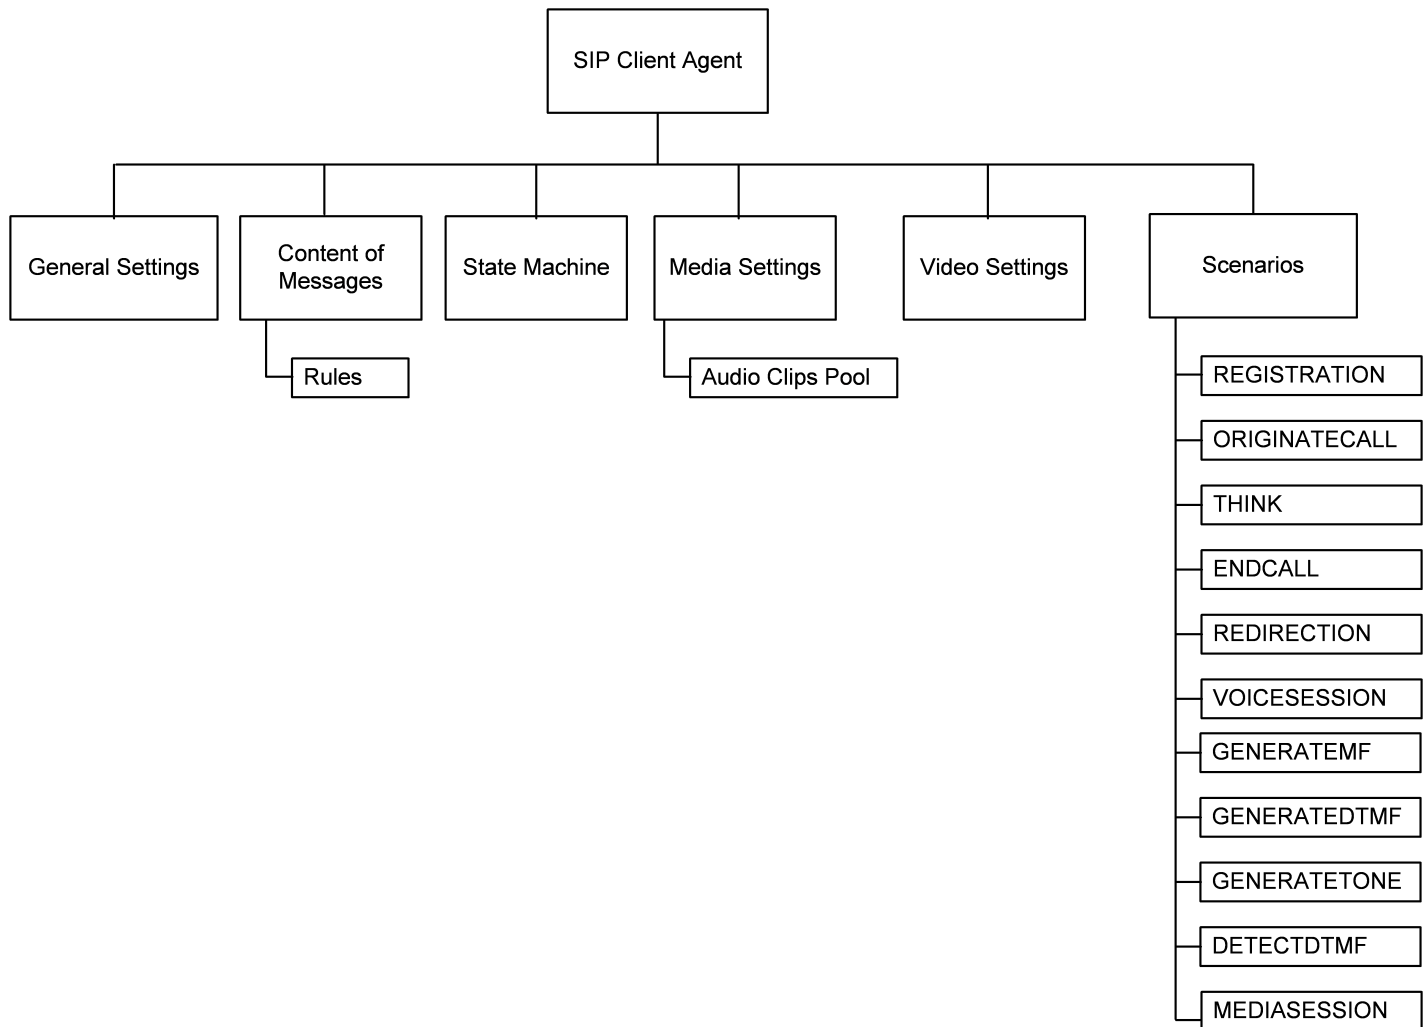 SIP Client Agent
General Settings
Content of
Messages
State Machine
Media Settings
Video Settings
Scenarios
Rules
Audio Clips Pool
REGISTRATION
ORIGINATECALL
THINK
ENDCALL
REDIRECTION
VOICESESSION
GENERATEMF
GENERATEDTMF
GENERATETONE
DETECTDTMF
MEDIASESSION